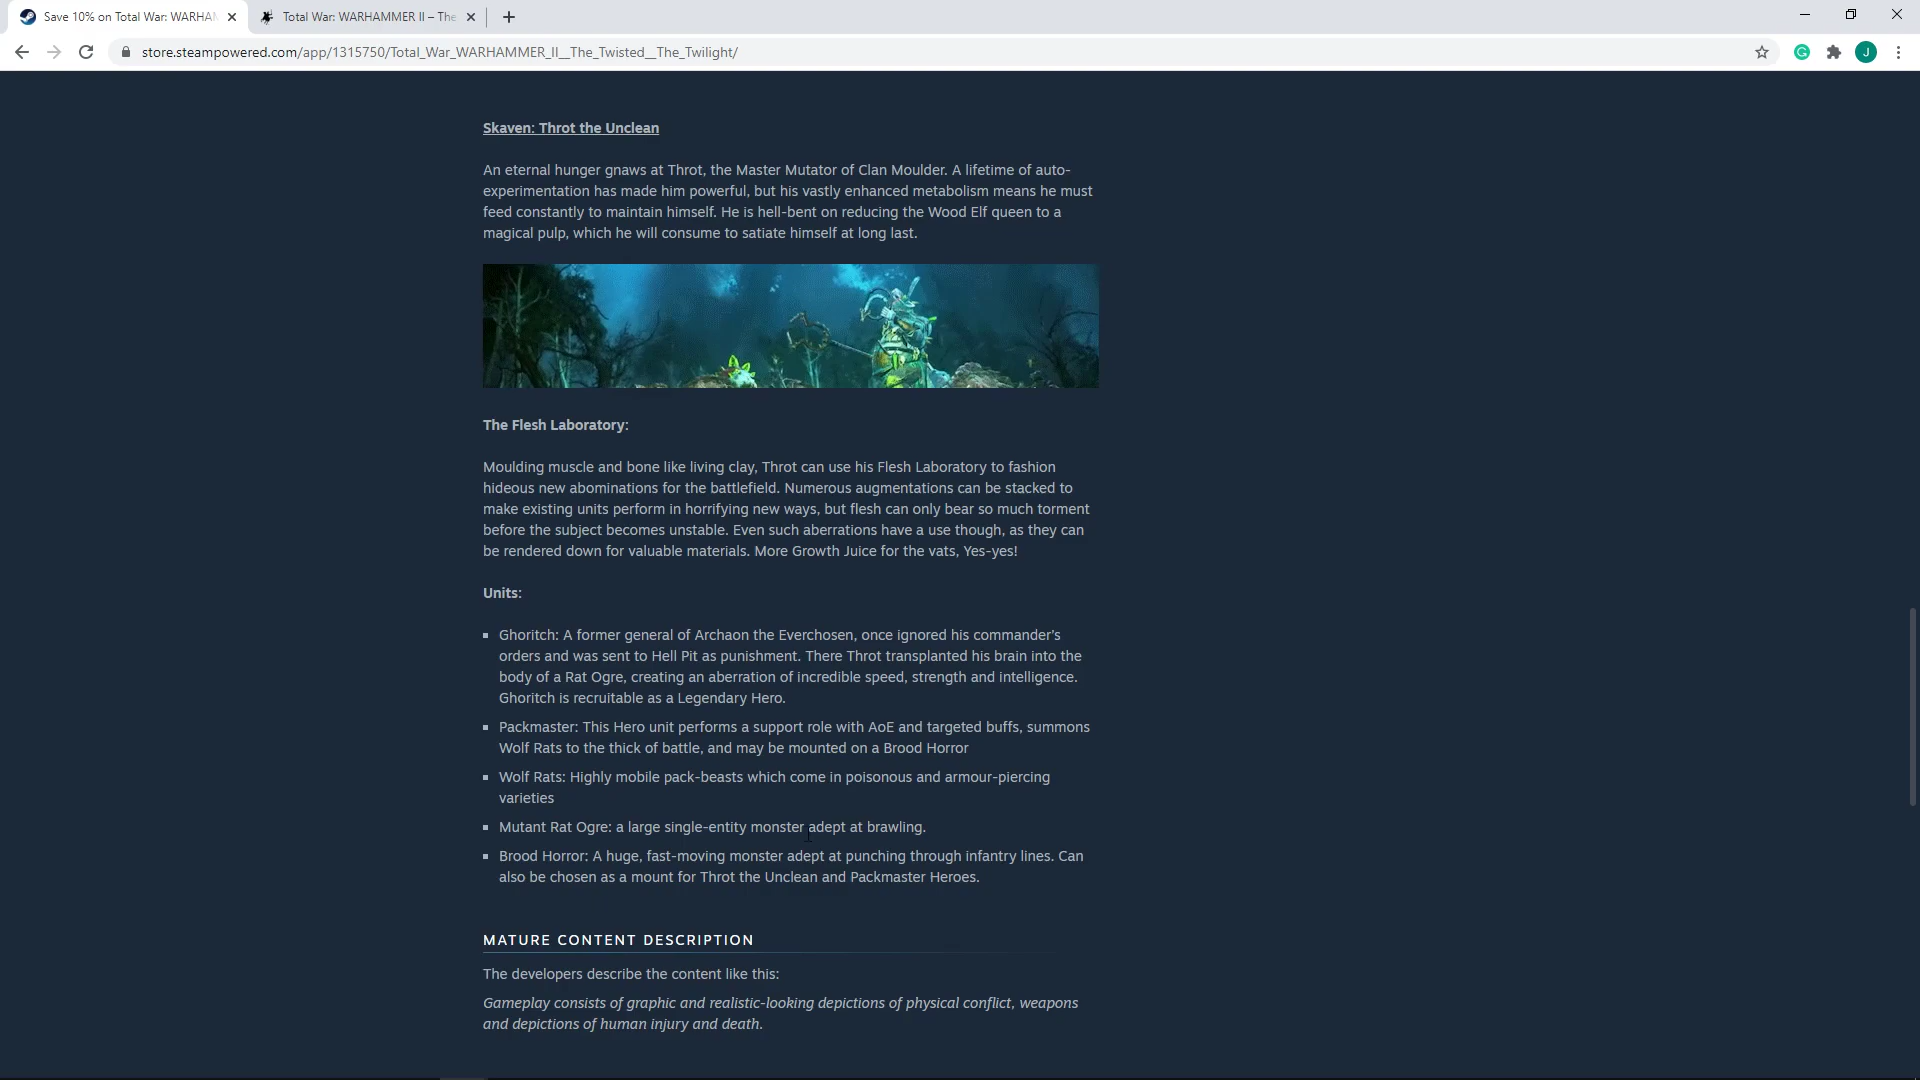 Save 10% on Total War: WARHAM
Total War: WARHAMMER II – The
store.steampowered.com/app/1315750/Total_War_WARHAMMER_II__The_Twisted__The_Twilight/
J
Skaven: Throt the Unclean
An eternal hunger gnaws at Throt, the Master Mutator of Clan Moulder. A lifetime of auto-
experimentation has made him powerful, but his vastly enhanced metabolism means he must
feed constantly to maintain himself. He is hell-bent on reducing the Wood Elf queen to a
magical pulp, which he will consume to satiate himself at long last.
The Flesh Laboratory:
Moulding muscle and bone like living clay, Throt can use his Flesh Laboratory to fashion
hideous new abominations for the battlefield. Numerous augmentations can be stacked to
make existing units perform in horrifying new ways, but flesh can only bear so much torment
before the subject becomes unstable. Even such aberrations have a use though, as they can
be rendered down for valuable materials. More Growth Juice for the vats, Yes-yes!
Units:
Ghoritch: A former general of Archaon the Everchosen, once ignored his commander's
orders and was sent to Hell Pit as punishment. There Throt transplanted his brain into the
body of a Rat Ogre, creating an aberration of incredible speed, strength and intelligence.
Ghoritch is recruitable as a Legendary Hero.
Packmaster: This Hero unit performs a support role with AoE and targeted buffs, summons
Wolf Rats to the thick of battle, and may be mounted on a Brood Horror
Wolf Rats: Highly mobile pack-beasts which come in poisonous and armour-piercing
varieties
Mutant Rat Ogre: a large single-entity monster adept at brawling.
Brood Horror: A huge, fast-moving monster adept at punching through infantry lines. Can
also be chosen as a mount for Throt the Unclean and Packmaster Heroes.
MATURE CONTENT DESCRIPTION
The developers describe the content like this:
Gameplay consists of graphic and realistic-looking depictions of physical conflict, weapons
and depictions of human injury and death.